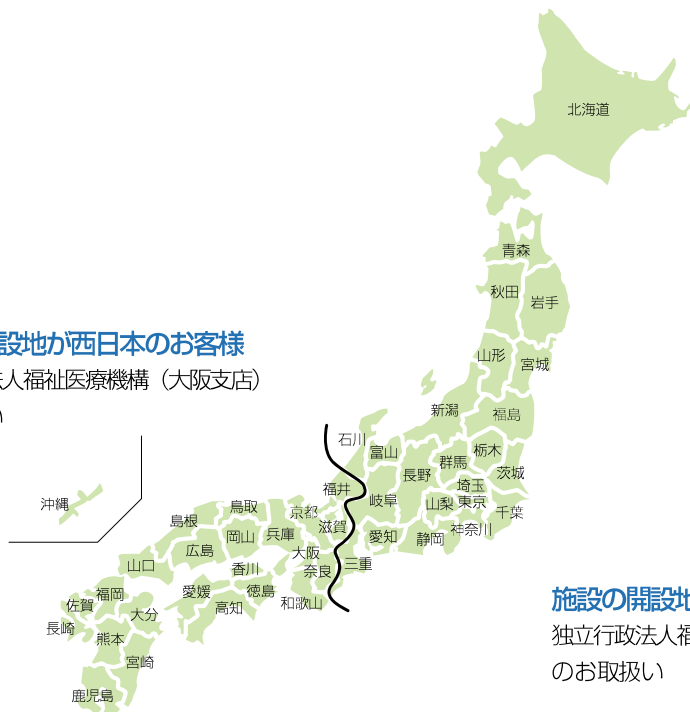 北海道
青森
秋田
岩手
山形
宮城
設地が西日本のお客様
法人福祉医療機構（大阪支店）
い
新潟
福島
石川
富山
栃木
群馬
長野
茨城
埼玉
福井
岐阜
山梨
東京
千葉
沖縄
鳥取
島根
京都
滋賀
神奈川
岡山
兵庫
愛知
静岡
広島
大阪
山口
香川
奈良
三重
愛媛
徳島
福岡
和歌山
佐賀
高知
大分
長崎
熊本
宮崎
鹿児島
施設の開設地
独立行政法人福
のお取扱い